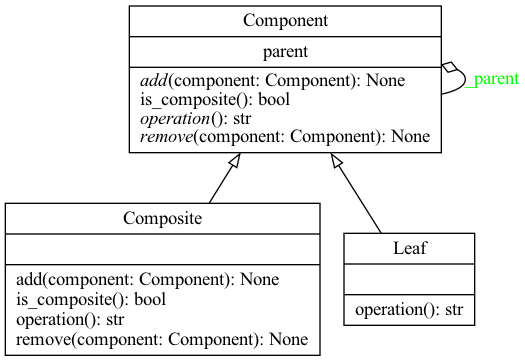 Component
parent
add(component: Component): None
is_composite(): bool
operation(): str
remove(component: Component): None
_parent
Composite
add(component: Component): None
is_composite(): bool
operation(): str
remove(component: Component): None
Leaf
operation(): str